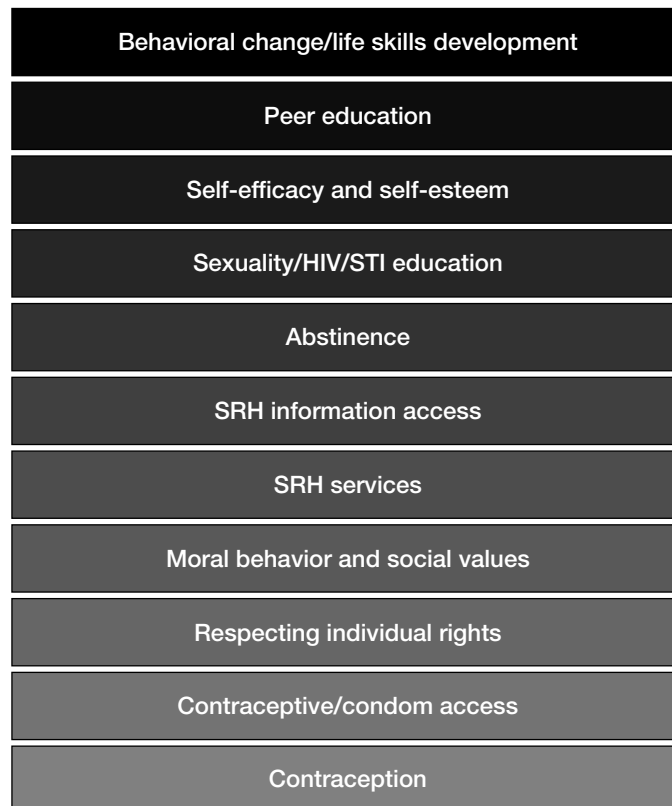 Behavioral change/life skills development
Peer education
Self-efficacy and self-esteem
Sexuality/HIV/STI education
Abstinence
SRH information access
SRH services
Moral behavior and social values
Respecting individual rights
Contraceptive/condom access
Contraception